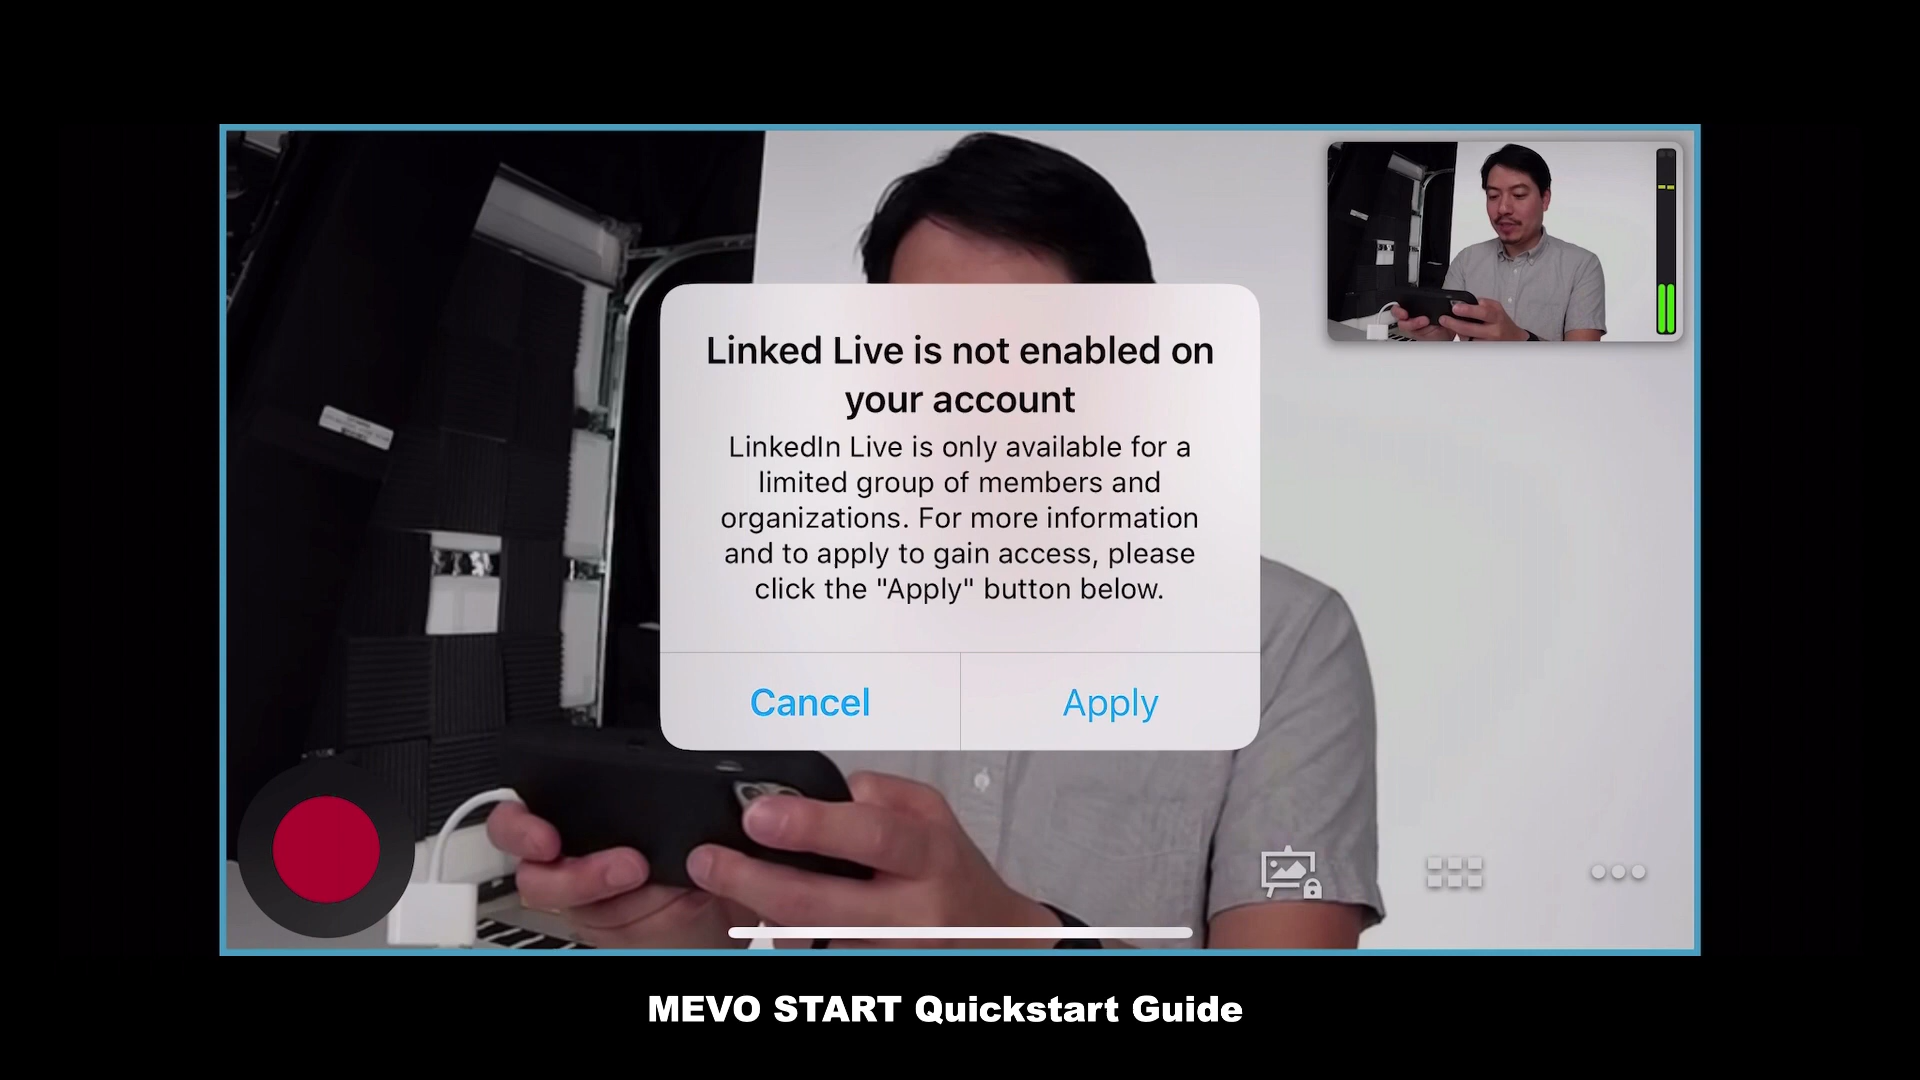 Linked Live is not enabled on
your account
LinkedIn Live is only available for a
limited group of members and
organizations. For more information
and to apply to gain access, please
click the "Apply" button below.
Cancel
Apply
MEVO START Quickstart Guide